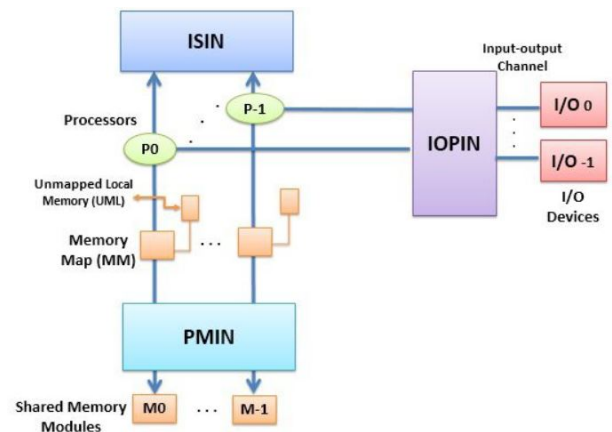 ISIN
Input-output
Channel
P-1
I/O 0
Processors
IOPIN
P0
I/O -1
Unmapped Local
Memory (UML)
I/O
Devices
Memory
Map (MM)
. . .
PMIN
Shared Memory
Modules
M0
. . .
M-1